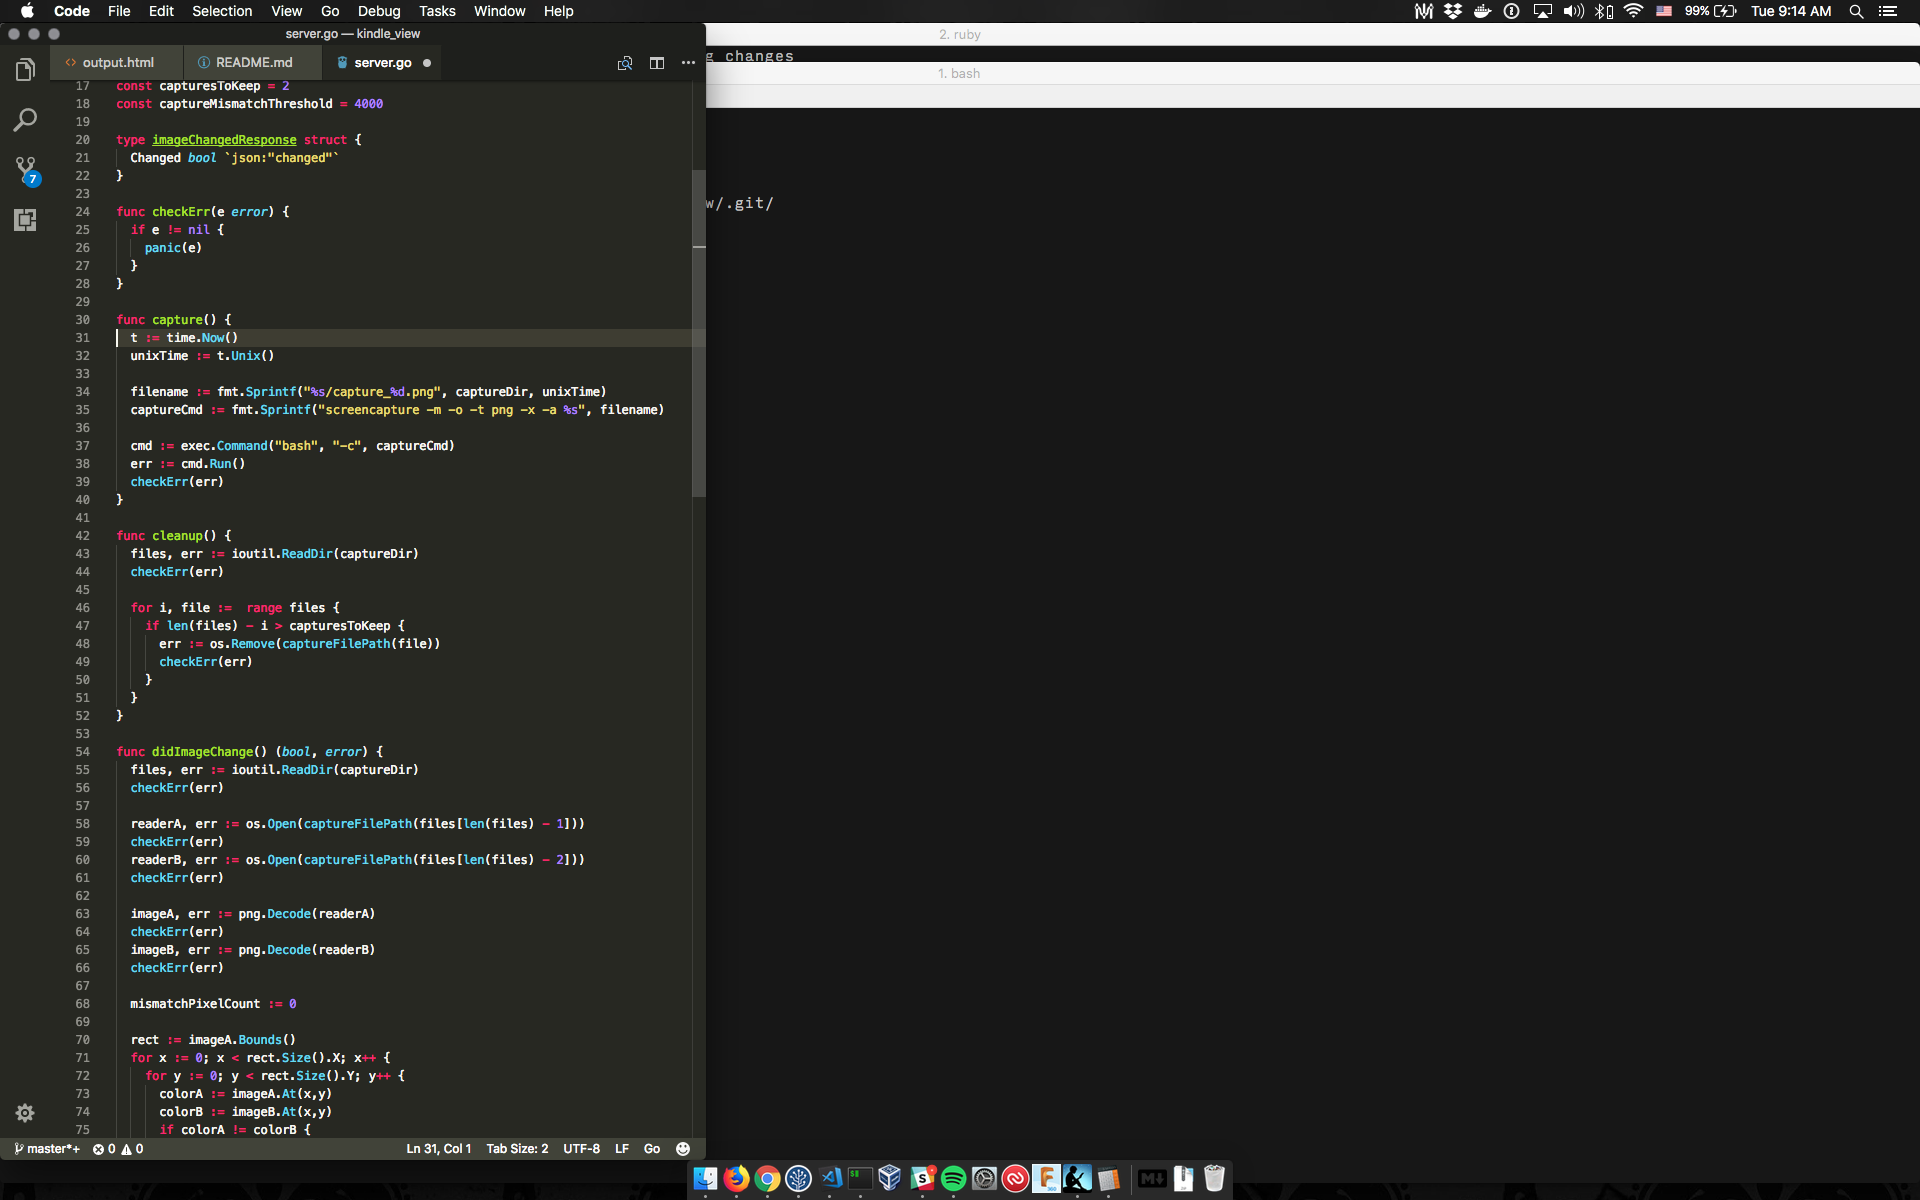 Code File Edit Selection View Go Debug Tasks Window Help
99% Tue 9:14 AM
server.go — kindle_view
2. ruby
output.html README.md server.go
g changes
1. bash
w/.git/
17 const capturesToKeep = 2
18 const captureMismatchThreshold = 4000
19
20 type imageChangedResponse struct {
21 Changed bool `json:"changed"`
22 }
23
24 func checkErr(e error) {
25 if e != nil {
26 panic(e)
27 }
28 }
29
30 func capture() {
31 t := time.Now()
32 unixTime := t.Unix()
33
34 filename := fmt.Sprintf("%s/capture_%d.png", captureDir, unixTime)
35 captureCmd := fmt.Sprintf("screencapture -m -o -t png -x -a %s", filename)
36
37 cmd := exec.Command("bash", "-c", captureCmd)
38 err := cmd.Run()
39 checkErr(err)
40 }
41
42 func cleanup() {
43 files, err := ioutil.ReadDir(captureDir)
44 checkErr(err)
45
46 for i, file :=  range files {
47 if len(files) - i > capturesToKeep {
48 err := os.Remove(captureFilePath(file))
49 checkErr(err)
50 }
51 }
52 }
53
54 func didImageChange() (bool, error) {
55 files, err := ioutil.ReadDir(captureDir)
56 checkErr(err)
57
58 readerA, err := os.Open(captureFilePath(files[len(files) - 1]))
59 checkErr(err)
60 readerB, err := os.Open(captureFilePath(files[len(files) - 2]))
61 checkErr(err)
62
63 imageA, err := png.Decode(readerA)
64 checkErr(err)
65 imageB, err := png.Decode(readerB)
66 checkErr(err)
67
68 mismatchPixelCount := 0
69
70 rect := imageA.Bounds()
71 for x := 0; x < rect.Size().X; x++ {
72 for y := 0; y < rect.Size().Y; y++ {
73 colorA := imageA.At(x,y)
74 colorB := imageB.At(x,y)
75 if colorA != colorB {
7
master*+ 0 0 Ln 31, Col 1 Tab Size: 2 UTF-8 LF Go